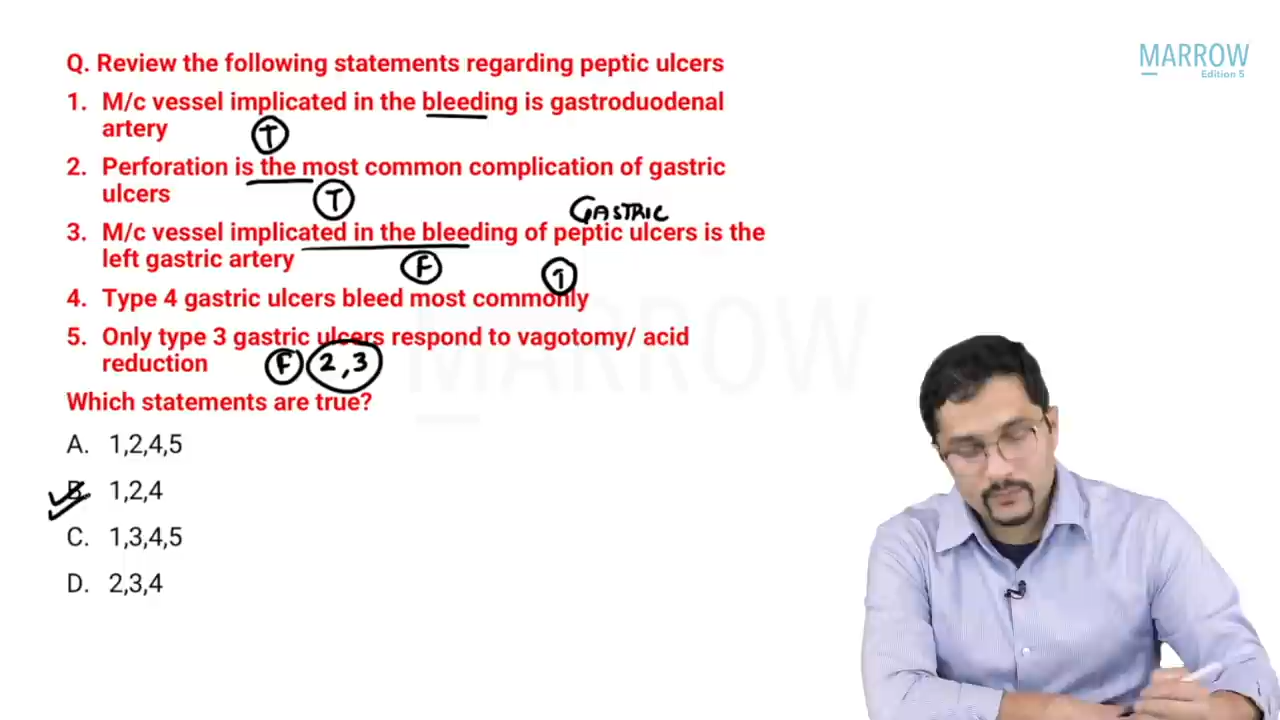 MARROW
Edition 5
Q. Review the following statements regarding peptic ulcers
1. M/c vessel implicated in the bleeding is gastroduodenal
artery
T
2. Perforation is the most common complication of gastric
ulcers
T
GASTRIC
3. M/c vessel implicated in the bleeding of peptic ulcers is the
left gastric artery
F
T
4. Type 4 gastric ulcers bleed most commonly
5. Only type 3 gastric ulcers respond to vagotomy/ acid
reduction
F 2,3
MARROW
Which statements are true?
A. 1,2,4,5
B. 1,2,4
C. 1,3,4,5
D. 2,3,4